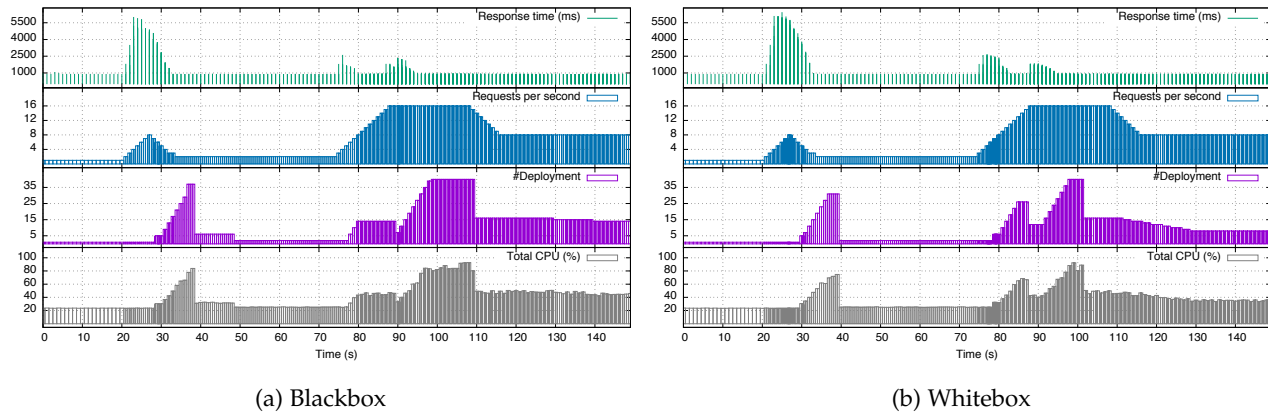 Response time (ms)
5500
4000
2500
1000
Requests per second
16
12
8
4
#Deployment
35
25
15
5
Total CPU (%)
100
80
60
40
20
0 10 20 30 40 50 60 70 80 90 100 110 120 130 140
Time (s)
(a) Blackbox
Response time (ms)
5500
4000
2500
1000
Requests per second
16
12
8
4
#Deployment
35
25
15
5
Total CPU (%)
100
80
60
40
20
0 10 20 30 40 50 60 70 80 90 100 110 120 130 140
Time (s)
(b) Whitebox